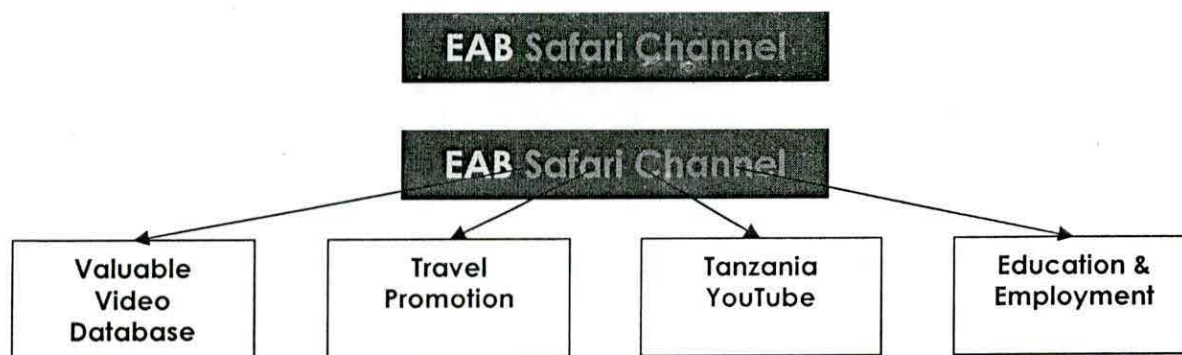 EAB Safari Channel
EAB Safari Channel
Valuable
Video
Database
Travel
Promotion
Tanzania
YouTube
Education &
Employment